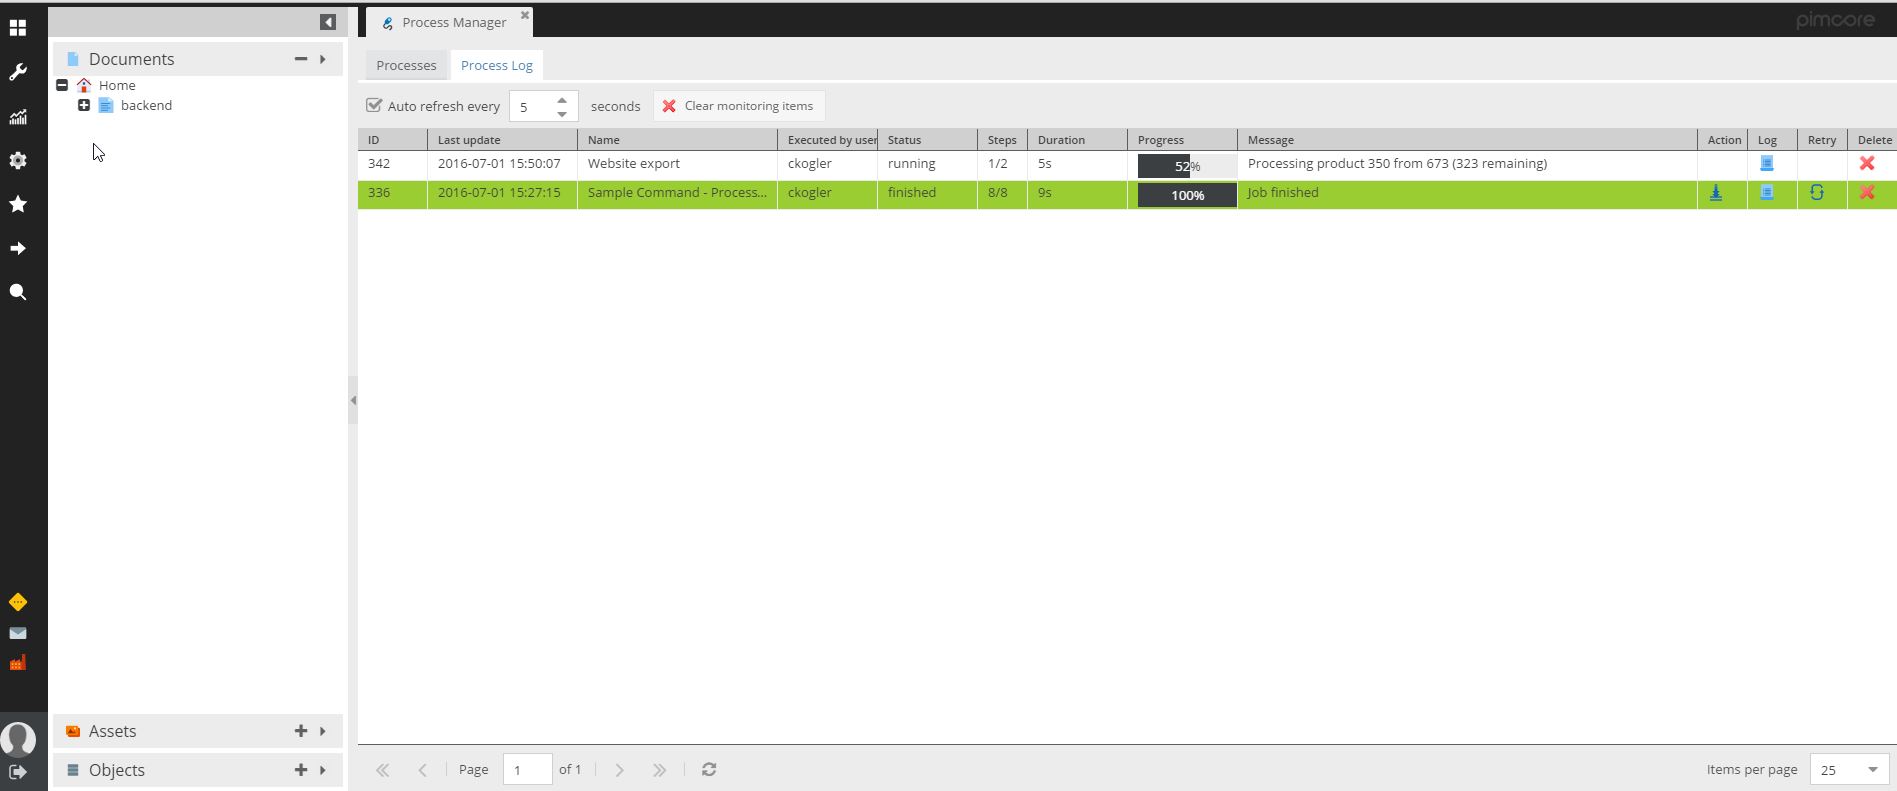 Process Manager
pimcore
Documents
Home
backend
Assets
Objects
Processes
Process Log
Auto refresh every 5 seconds Clear monitoring items
ID Last update Name Executed by user Status Steps Duration Progress Message Action Log Retry Delete
342 2016-07-01 15:50:07 Website export ckogler running 1/2 5s 52% Processing product 350 from 673 (323 remaining)
336 2016-07-01 15:27:15 Sample Command - Process... ckogler finished 8/8 9s 100% Job finished
Page 1 of 1
Items per page 25